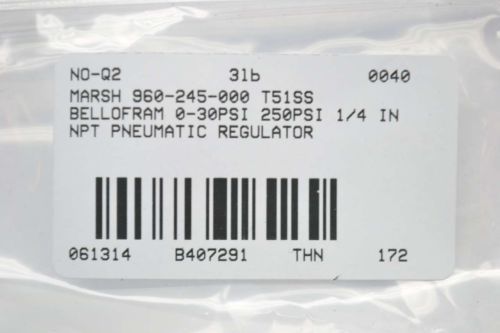 NO-Q2 3lb 0040
MARSH 960-245-000 T51SS
BELLOFRAM 0-30PSI 250PSI 1/4 IN
NPT PNEUMATIC REGULATOR
061314 B407291 THN 172